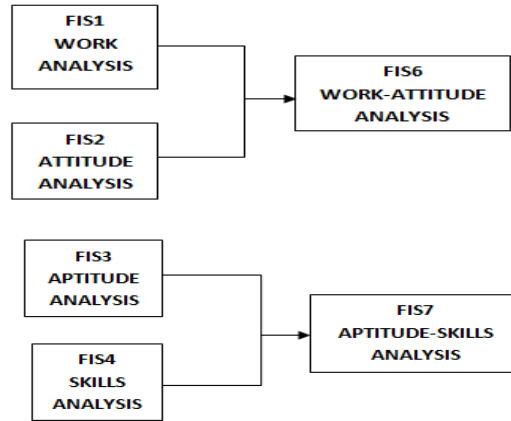 FIS1
WORK
ANALYSIS
FIS2
ATTITUDE
ANALYSIS
FIS6
WORK-ATTITUDE
ANALYSIS
FIS3
APTITUDE
ANALYSIS
FIS4
SKILLS
ANALYSIS
FIS7
APTITUDE-SKILLS
ANALYSIS